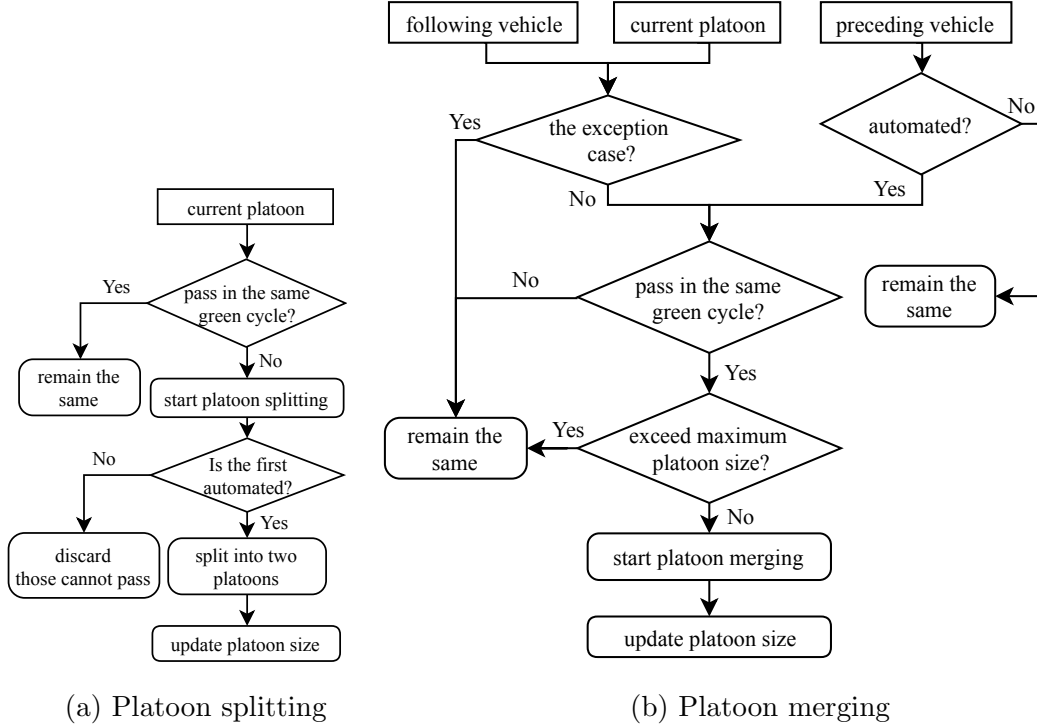 current platoon
Yes
pass in the same
green cycle?
No
remain the
same
start platoon splitting
No
Is the first
automated?
Yes
discard
those cannot pass
split into two
platoons
update platoon size
(a) Platoon splitting
following vehicle
current platoon
preceding vehicle
Yes
the exception
case?
No
automated?
No
Yes
No
pass in the same
green cycle?
remain the
same
Yes
remain the
same
Yes
exceed maximum
platoon size?
No
start platoon merging
update platoon size
(b) Platoon merging